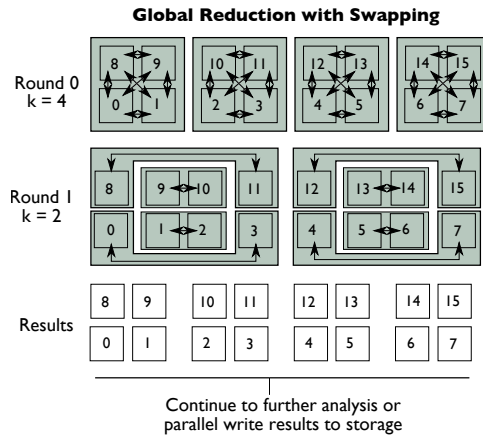 Global Reduction with Swapping
Round 0
k = 4
8 9 10 11 12 13 14 15
0 1 2 3 4 5 6 7
Round 1
k = 2
8 9 10 11 12 13 14 15
0 1 2 3 4 5 6 7
Results
8 9 10 11 12 13 14 15
0 1 2 3 4 5 6 7
Continue to further analysis or
parallel write results to storage